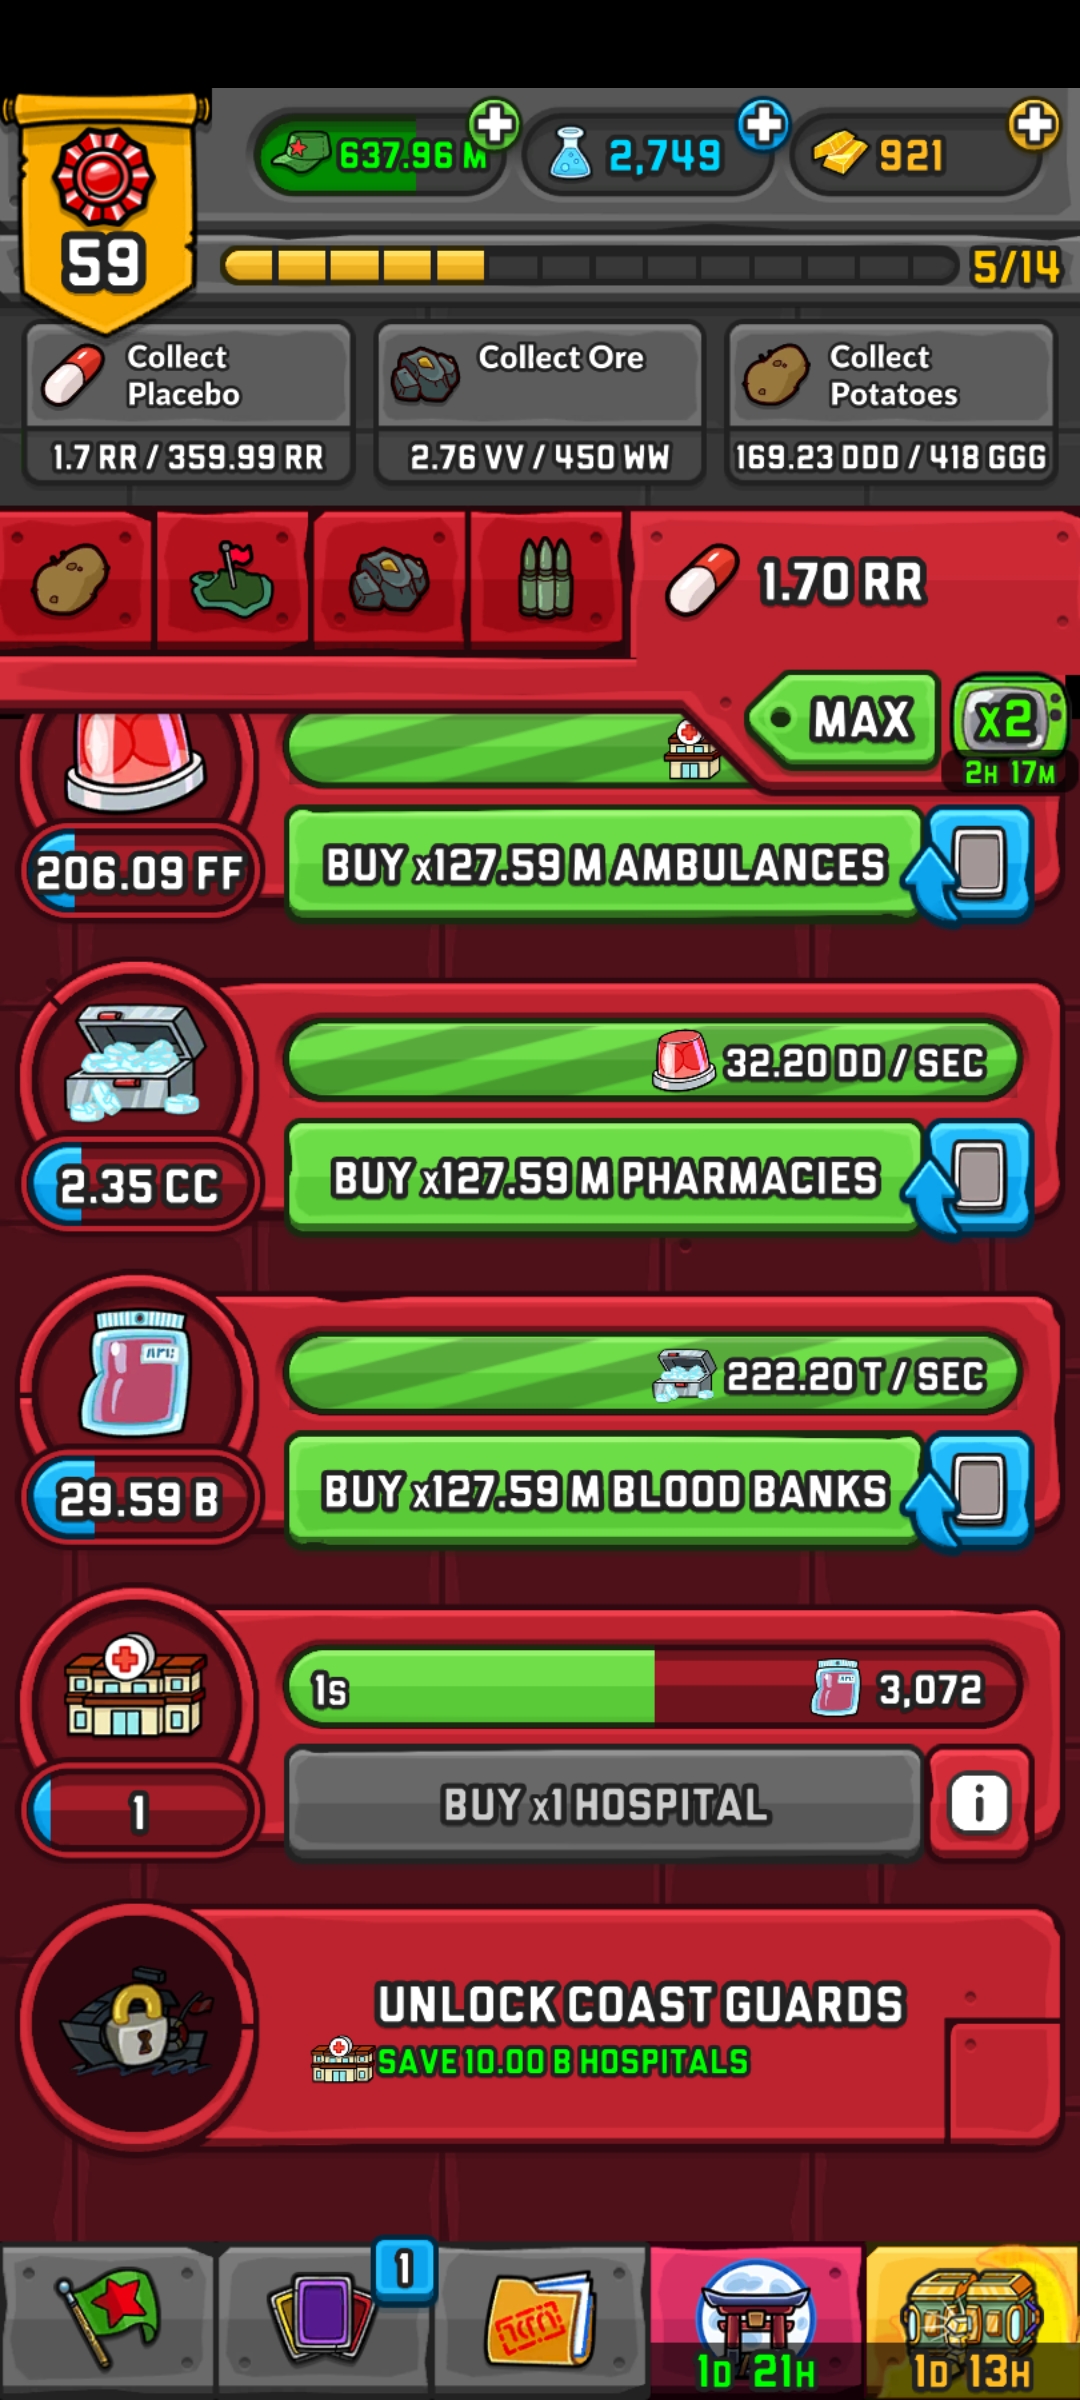 59
637.96 M
2,749
921
5/14
Collect Placebo
1.7 RR / 359.99 RR
Collect Ore
2.76 VV / 450 WW
Collect Potatoes
169.23 DDD / 418 GGG
1.70 RR
MAX
x2
2H 17M
206.09 FF
BUY x127.59 M AMBULANCES
32.20 DD / SEC
2.35 CC
BUY x127.59 M PHARMACIES
222.20 T / SEC
29.59 B
BUY x127.59 M BLOOD BANKS
1s
3,072
1
BUY x1 HOSPITAL
i
UNLOCK COAST GUARDS
SAVE 10.00 B HOSPITALS
1
1D 21H
1D 13H